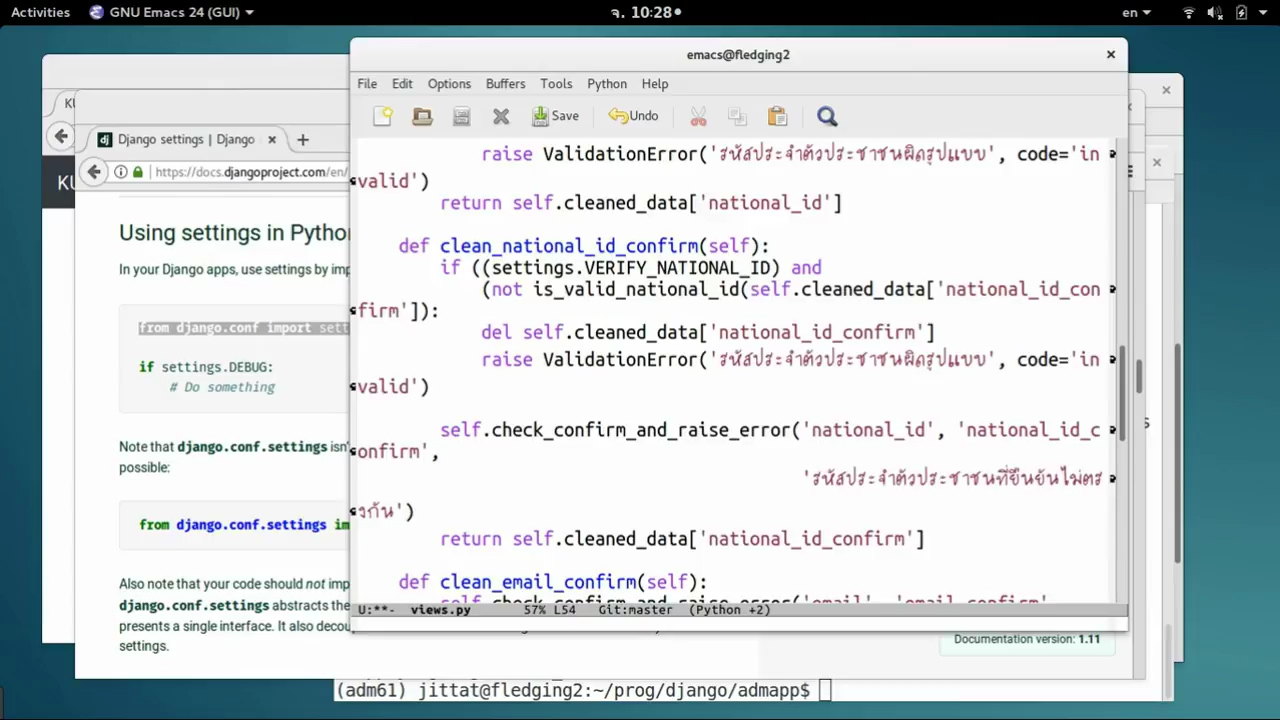 Activities GNU Emacs 24 (GUI) จ. 10:28 en
emacs@fledging2
File Edit Options Buffers Tools Python Help
Save Undo
raise ValidationError('รหัสประจำตัวประชาชนผิดรูปแบบ', code='in
valid')
return self.cleaned_data['national_id']
def clean_national_id_confirm(self):
if ((settings.VERIFY_NATIONAL_ID) and
(not is_valid_national_id(self.cleaned_data['national_id_con
firm']):
del self.cleaned_data['national_id_confirm']
raise ValidationError('รหัสประจำตัวประชาชนผิดรูปแบบ', code='in
valid')
self.check_confirm_and_raise_error('national_id', 'national_id_c
onfirm',
'รหัสประจำตัวประชาชนที่ยืนยันไม่ตร
งกัน')
return self.cleaned_data['national_id_confirm']
def clean_email_confirm(self):
self.check_confirm_and_raise_error('email', 'email_confirm',
U:**- views.py 57% L54 Git:master (Python +2)
KU
Django settings | Django
https://docs.djangoproject.com/en/
KU
Using settings in Python
In your Django apps, use settings by imp
from django.conf import sett
if settings.DEBUG:
# Do something
Note that django.conf.settings isn'
possible:
from django.conf.settings im
Also note that your code should not imp
django.conf.settings abstracts the
presents a single interface. It also decou
settings.
Documentation version: 1.11
(adm61) jittat@fledging2:~/prog/django/admapp$